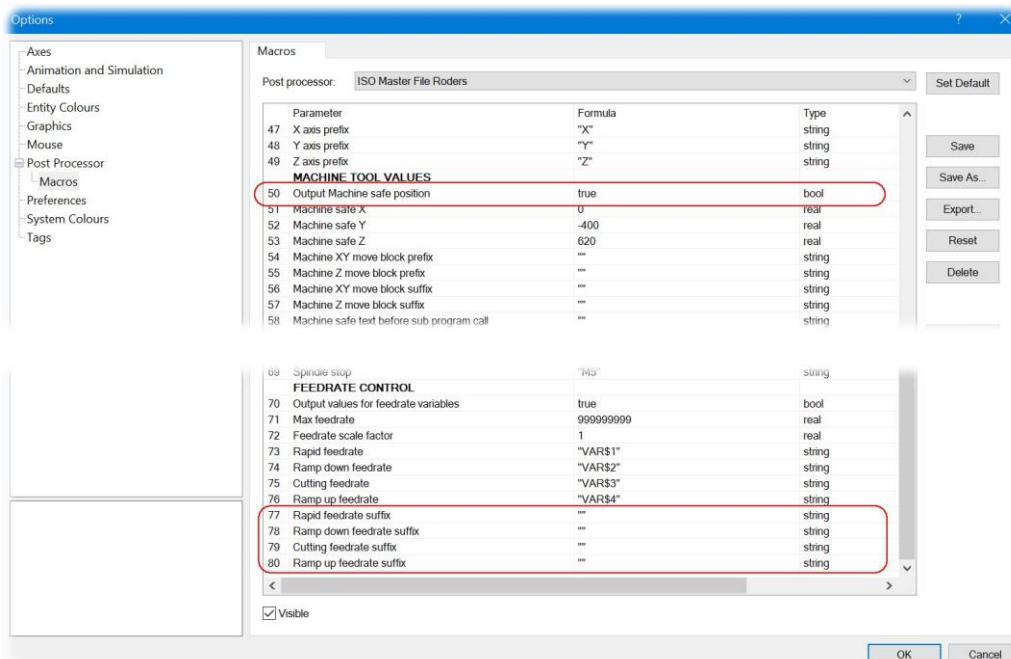 Options
?
Axes
Animation and Simulation
Defaults
Entity Colours
Graphics
Mouse
Post Processor
Macros
Preferences
System Colours
Tags
Macros
Post processor: ISO Master File Roders
Set Default
Save
Save As...
Export...
Reset
Delete
Parameter Formula Type
47 X axis prefix "X" string
48 Y axis prefix "Y" string
49 Z axis prefix "Z" string
MACHINE TOOL VALUES
50 Output Machine safe position true bool
51 Machine safe X 0 real
52 Machine safe Y -400 real
53 Machine safe Z 620 real
54 Machine XY move block prefix "" string
55 Machine Z move block prefix "" string
56 Machine XY move block suffix "" string
57 Machine Z move block suffix "" string
58 Machine safe text before sub program call "" string
69 Spindle stop "M5" string
FEEDRATE CONTROL
70 Output values for feedrate variables true bool
71 Max feedrate 999999999 real
72 Feedrate scale factor 1 real
73 Rapid feedrate "VAR$1" string
74 Ramp down feedrate "VAR$2" string
75 Cutting feedrate "VAR$3" string
76 Ramp up feedrate "VAR$4" string
77 Rapid feedrate suffix "" string
78 Ramp down feedrate suffix "" string
79 Cutting feedrate suffix "" string
80 Ramp up feedrate suffix "" string
Visible
OK
Cancel